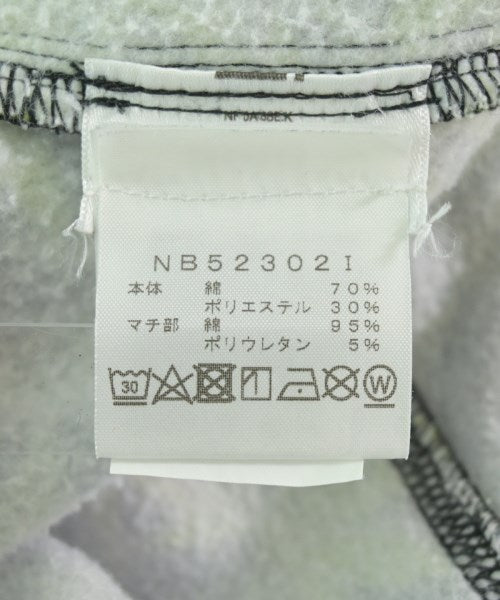 NB52302I
本体 綿 70%
ポリエステル 30%
マチ部 綿 95%
ポリウレタン 5%
30 W